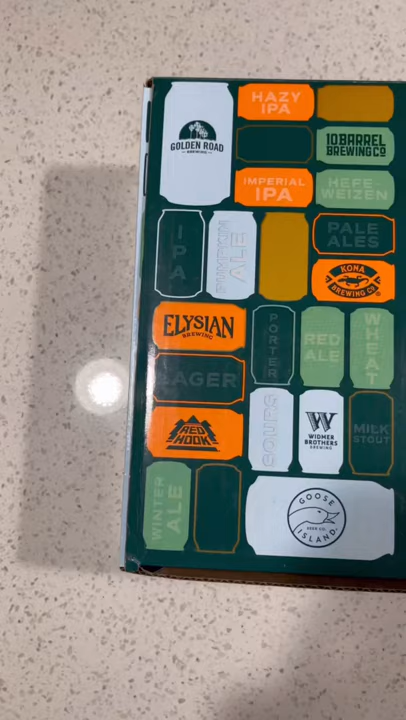 HAZY
IPA
GOLDEN ROAD
10 BARREL
BREWING CO
IMPERIAL
IPA
HEFE
WEIZEN
IPA
PUMPKIN
ALE
PALE
ALES
KONA
BREWING CO.
ELYSIAN
BREWING
PORTER
RED
ALE
WHEAT
LAGER
RED
HOOK
SOURS
W
WIDMER
BROTHERS
BREWING
MILK
STOUT
WINTER
ALE
GOOSE
BEER CO.
ISLAND